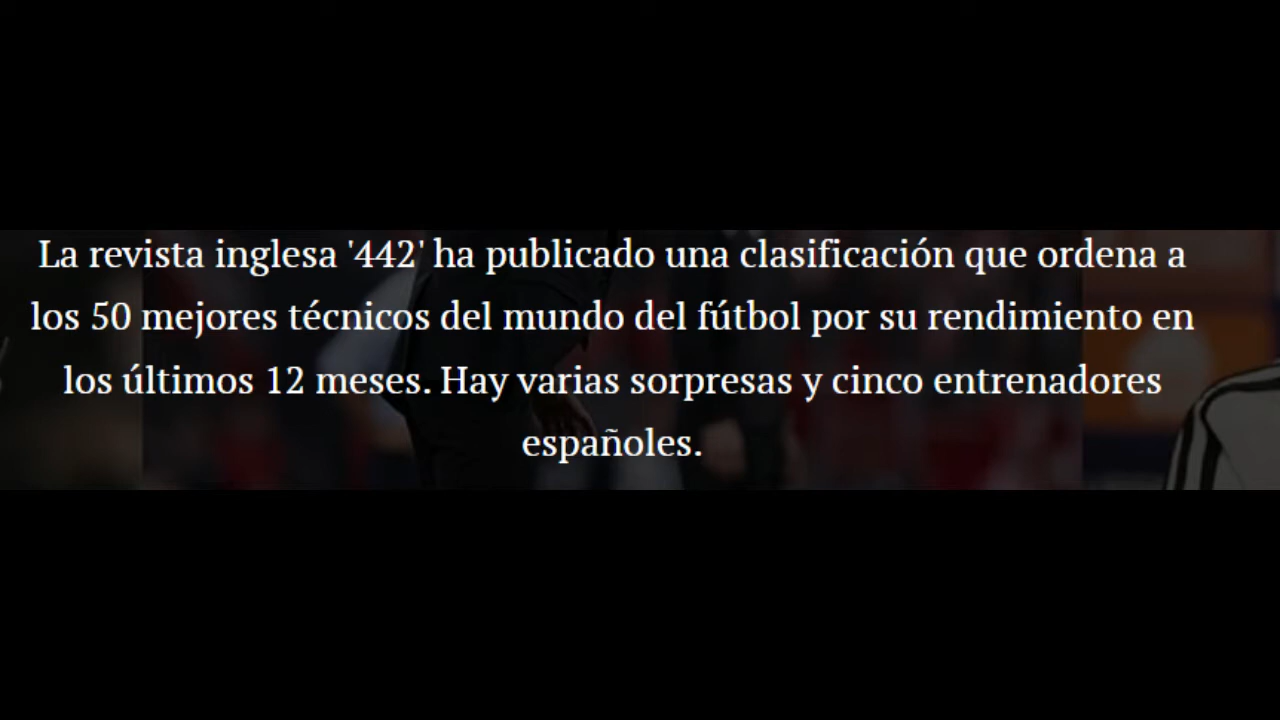 La revista inglesa '442' ha publicado una clasificación que ordena a
los 50 mejores técnicos del mundo del fútbol por su rendimiento en
los últimos 12 meses. Hay varias sorpresas y cinco entrenadores
españoles.